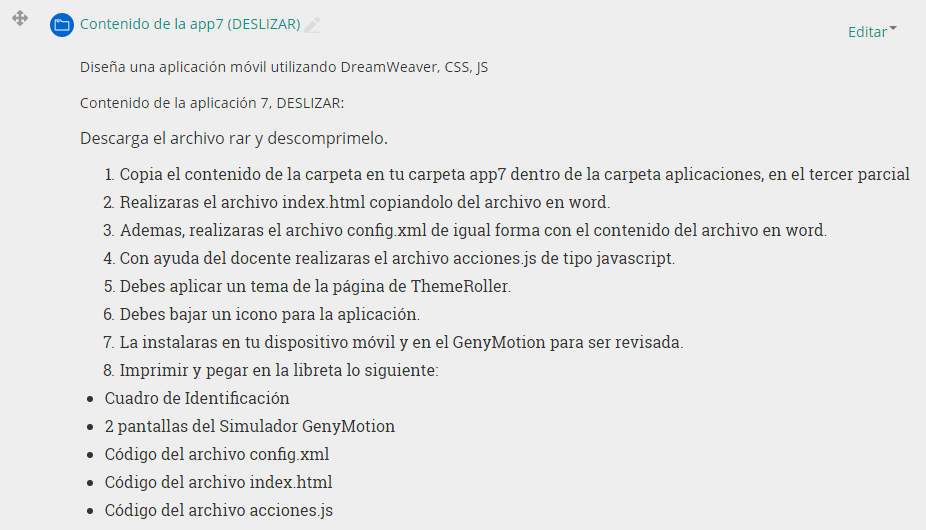 Contenido de la app7 (DESLIZAR)
Editar
Diseña una aplicación móvil utilizando DreamWeaver, CSS, JS
Contenido de la aplicación 7, DESLIZAR:
Descarga el archivo rar y descomprimelo.
1. Copia el contenido de la carpeta en tu carpeta app7 dentro de la carpeta aplicaciones, en el tercer parcial
2. Realizaras el archivo index.html copiandolo del archivo en word.
3. Ademas, realizaras el archivo config.xml de igual forma con el contenido del archivo en word.
4. Con ayuda del docente realizaras el archivo acciones.js de tipo javascript.
5. Debes aplicar un tema de la página de ThemeRoller.
6. Debes bajar un icono para la aplicación.
7. La instalaras en tu dispositivo móvil y en el GenyMotion para ser revisada.
8. Imprimir y pegar en la libreta lo siguiente:
• Cuadro de Identificación
• 2 pantallas del Simulador GenyMotion
• Código del archivo config.xml
• Código del archivo index.html
• Código del archivo acciones.js